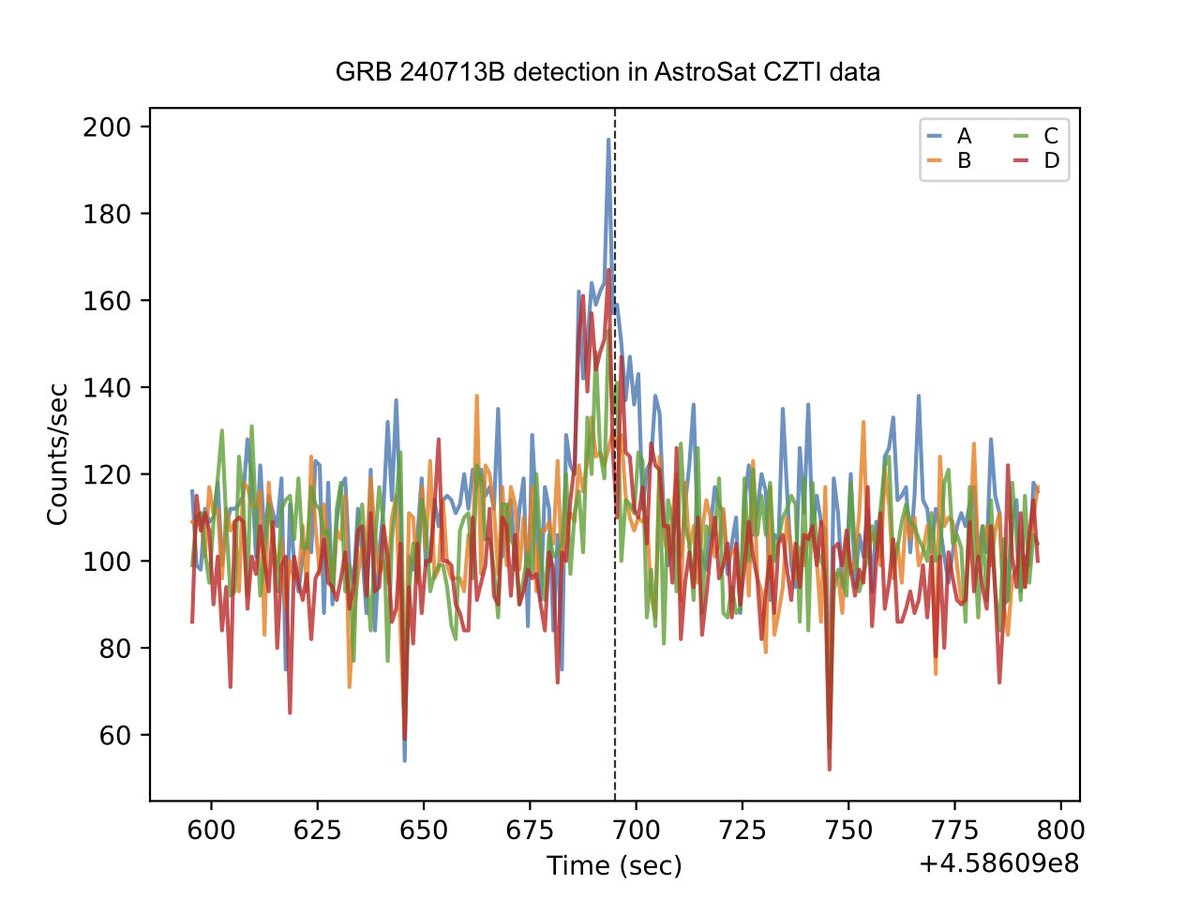 GRB 240713B detection in AstroSat CZTI data
200
180
160
140
120
100
80
60
Counts/sec
A
B
C
D
600 625 650 675 700 725 750 775 800
Time (sec)
+4.58609e8